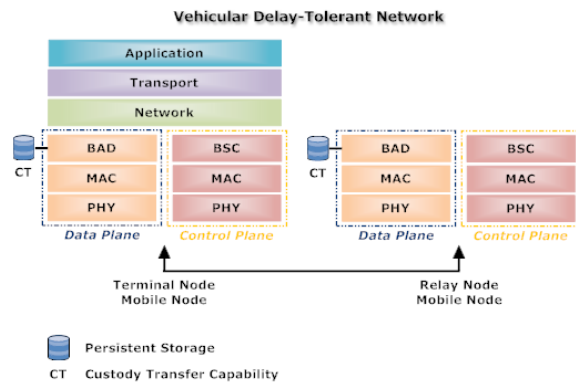 Vehicular Delay-Tolerant Network
Application
Transport
Network
BAD
BSC
BAD
BSC
CT
MAC
MAC
CT
MAC
MAC
PHY
PHY
PHY
PHY
Data Plane
Control Plane
Data Plane
Control Plane
Terminal Node
Mobile Node
Relay Node
Mobile Node
Persistent Storage
CT Custody Transfer Capability